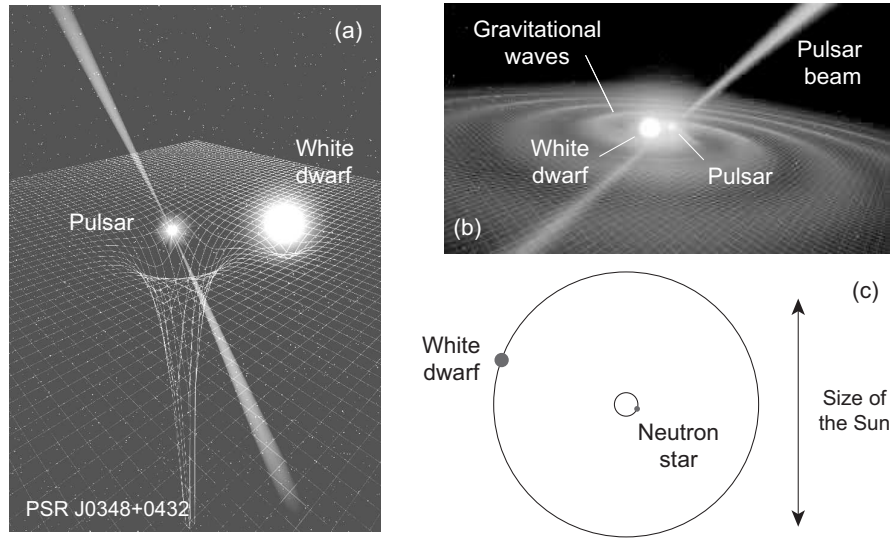 (a)
White
dwarf
Pulsar
PSR J0348+0432
Gravitational
waves
Pulsar
beam
White
dwarf
Pulsar
(b)
(c)
White
dwarf
Neutron
star
Size of
the Sun